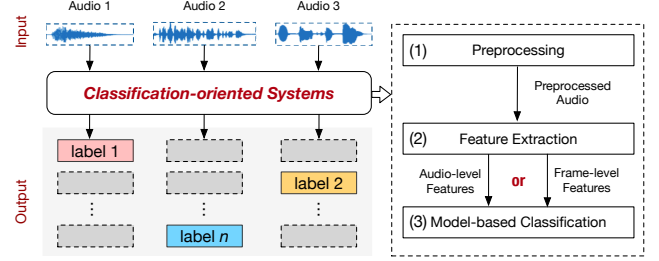 Input
Audio 1
Audio 2
Audio 3
Classification-oriented Systems
Output
label 1
label 2
label n
(1) Preprocessing
Preprocessed
Audio
(2) Feature Extraction
Audio-level
Features
or
Frame-level
Features
(3) Model-based Classification